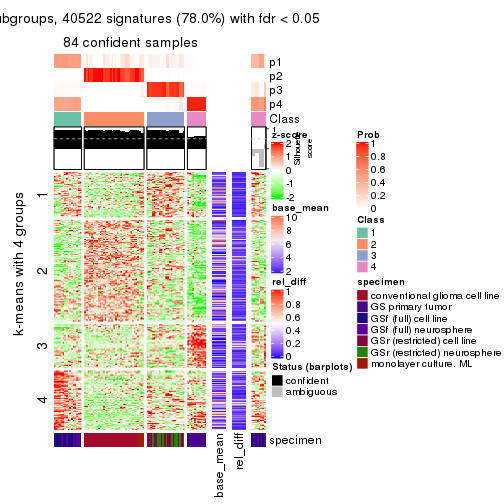 ubgroups, 40522 signatures (78.0%) with fdr < 0.05
84 confident samples
p1
p2
p3
p4
Class
1
Silhouette
score
z-score
2
1
0
-1
-2
base_mean
10
8
6
4
2
rel_diff
1
0.8
0.6
0.4
0.2
0
Status (barplots)
confident
ambiguous
Prob
1
0.8
0.6
0.4
0.2
0
Class
1
2
3
4
specimen
conventional glioma cell line
GS primary tumor
GSf (full) cell line
GSf (full) neurosphere
GSr (restricted) cell line
GSr (restricted) neurosphere
monolayer culture. ML
k-means with 4 groups
1
2
3
4
specimen
base_mean
rel_diff